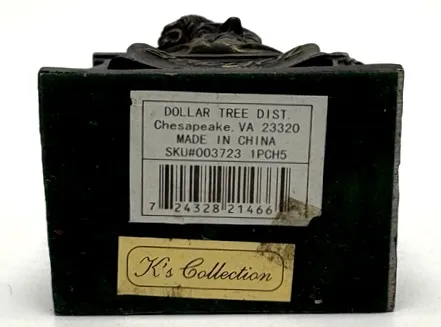 DOLLAR TREE DIST.
Chesapeake, VA 23320
MADE IN CHINA
SKU#003723 1PCH5
7 24328 21466
K's Collection